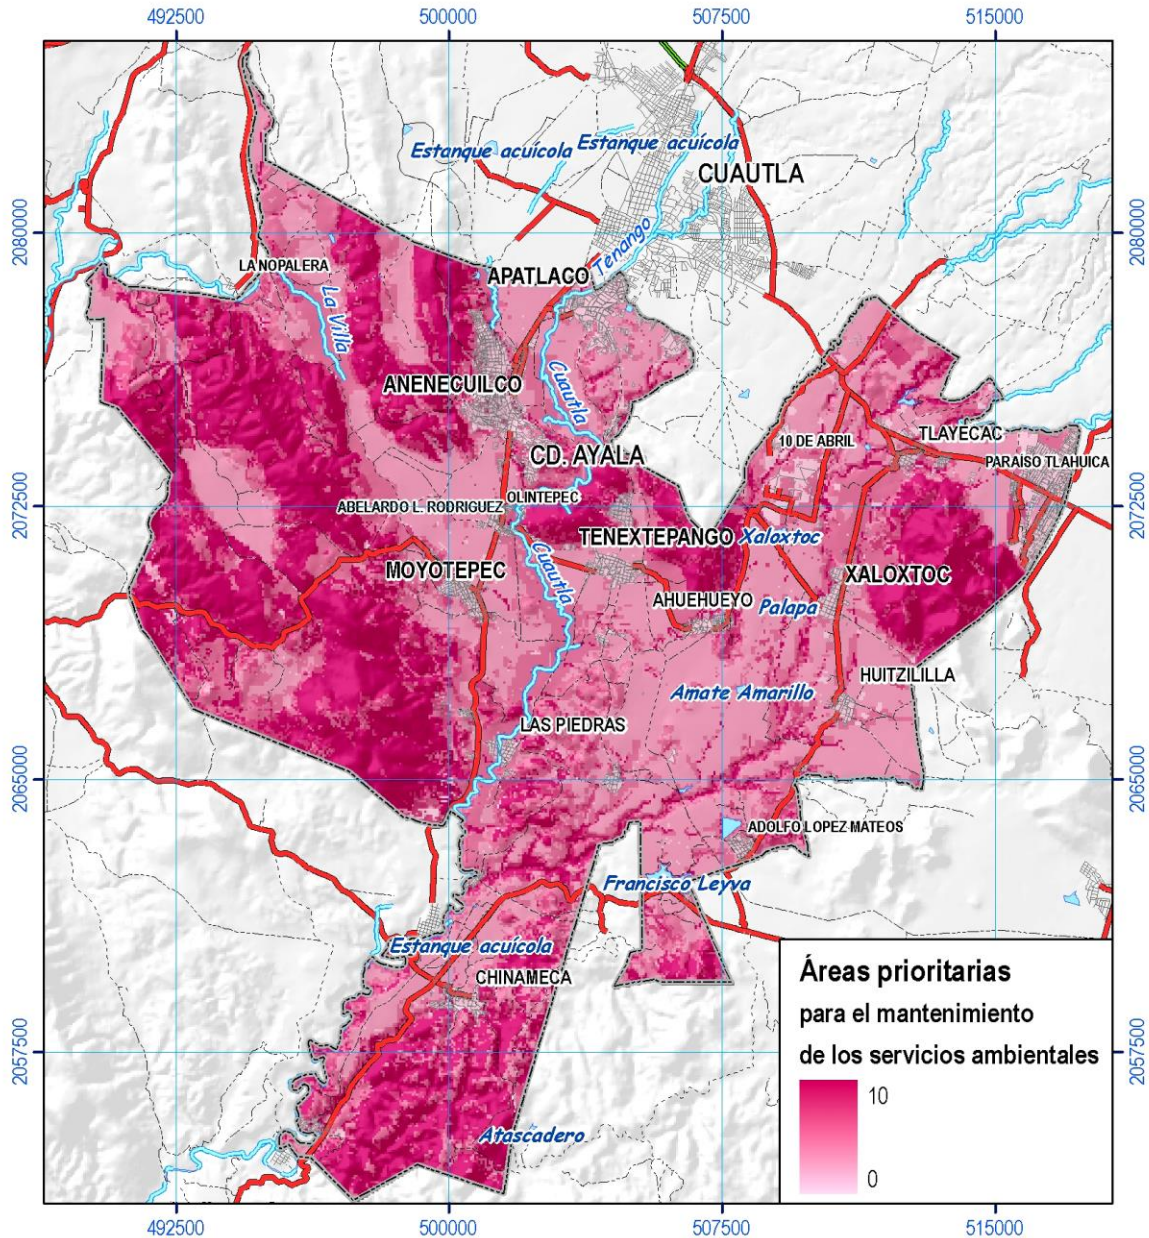 492500
500000
507500
515000
Estanque acuícola
Estanque acuícola
CUAUTLA
2080000
2080000
Tenango
LA NOPALERA
APATLACO
La Villa
ANENECUILCO
Cuautla
10 DE ABRIL
TLAYECAC
CD. AYALA
PARAISO TLAHUICA
2072500
2072500
OLINTEPEC
ABELARDO L. RODRIGUEZ
TENEXTEPANGO
Xaloxtoc
MOYOTEPEC
Cuautla
XALOXTOC
AHUEHUEYO
Palapa
HUITZILILLA
Amate Amarillo
LAS PIEDRAS
2065000
2065000
ADOLFO LOPEZ MATEOS
Francisco Leyva
Estanque acuícola
CHINAMECA
Áreas prioritarias
para el mantenimiento
de los servicios ambientales
10
0
2057500
2057500
Atascadero
492500
500000
507500
515000